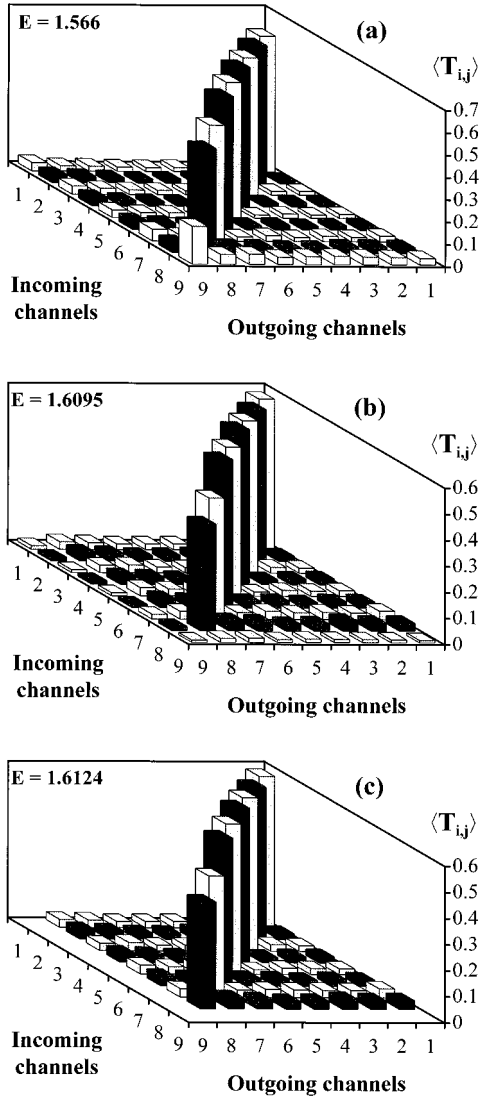 E = 1.566
(a)
⟨T_{i,j}⟩
0.7
0.6
0.5
0.4
0.3
0.2
0.1
0
1
2
3
4
5
6
7
8
9
9 8 7 6 5 4 3 2 1
Incoming
channels
Outgoing channels
E = 1.6095
(b)
⟨T_{i,j}⟩
0.6
0.5
0.4
0.3
0.2
0.1
0
1
2
3
4
5
6
7
8
9
9 8 7 6 5 4 3 2 1
Incoming
channels
Outgoing channels
E = 1.6124
(c)
⟨T_{i,j}⟩
0.6
0.5
0.4
0.3
0.2
0.1
0
1
2
3
4
5
6
7
8
9
9 8 7 6 5 4 3 2 1
Incoming
channels
Outgoing channels